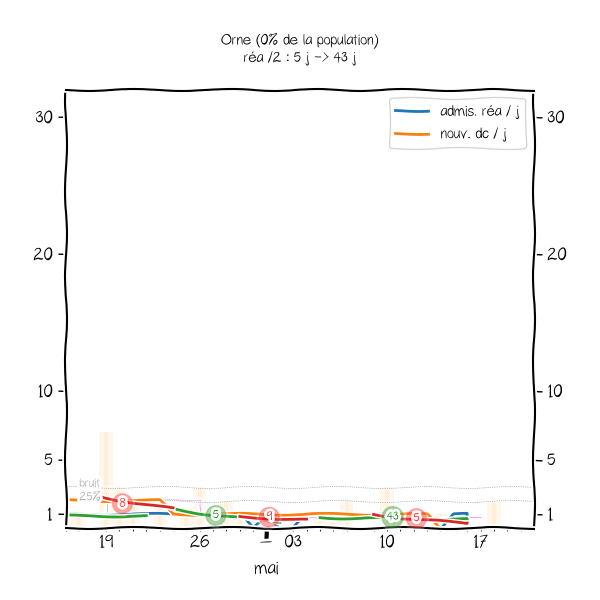 Orne (0% de la population)
réa /2 : 5 j -> 43 j
admis. réa / j
nouv. dc / j
30 30
20 20
10 10
5 5
1 1
bruit
25%
8 5 9 43 5
19 26 1 03 10 17
mai